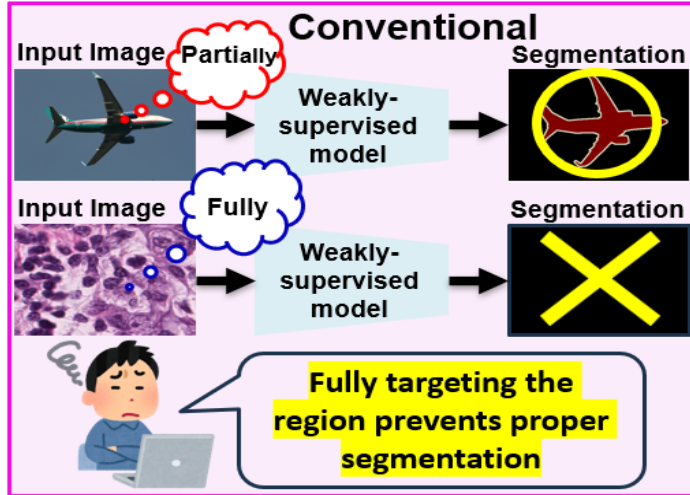 Conventional
Input Image
Partially
Weakly-
supervised
model
Segmentation
Input Image
Fully
Weakly-
supervised
model
Segmentation
Fully targeting the
region prevents proper
segmentation